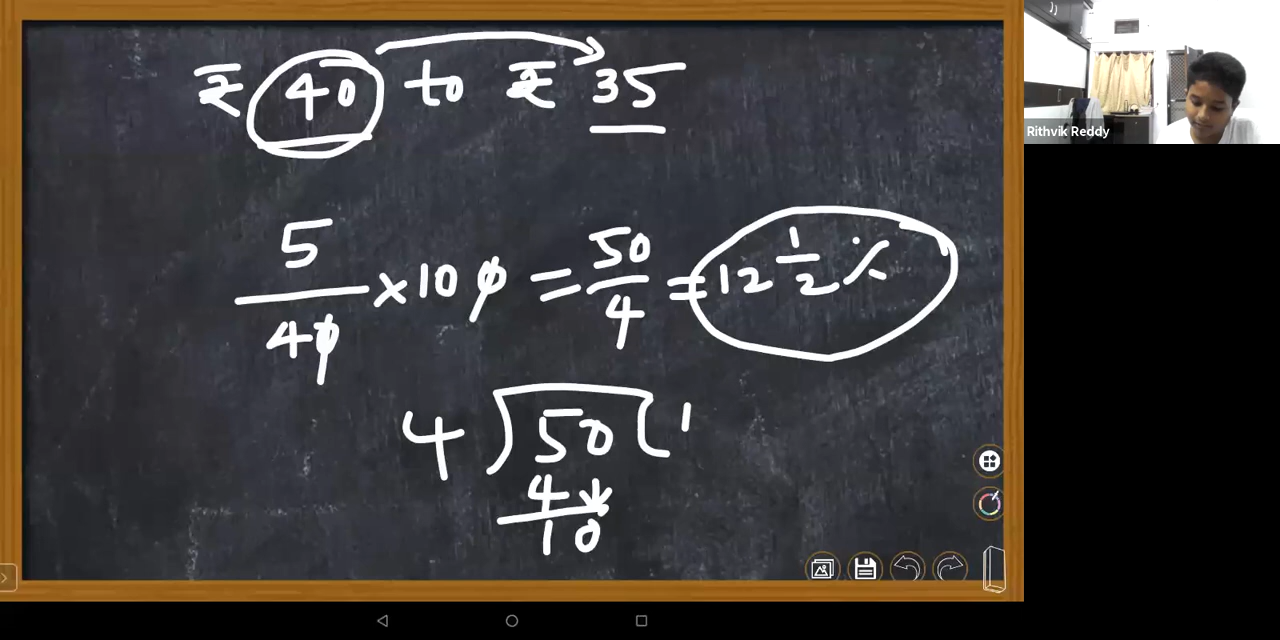 ₹ 40 to ₹ 35
Rithvik Reddy
5/40 × 100 = 50/4 = 12 1/2 %
4 ) 50 ( 1
4
10